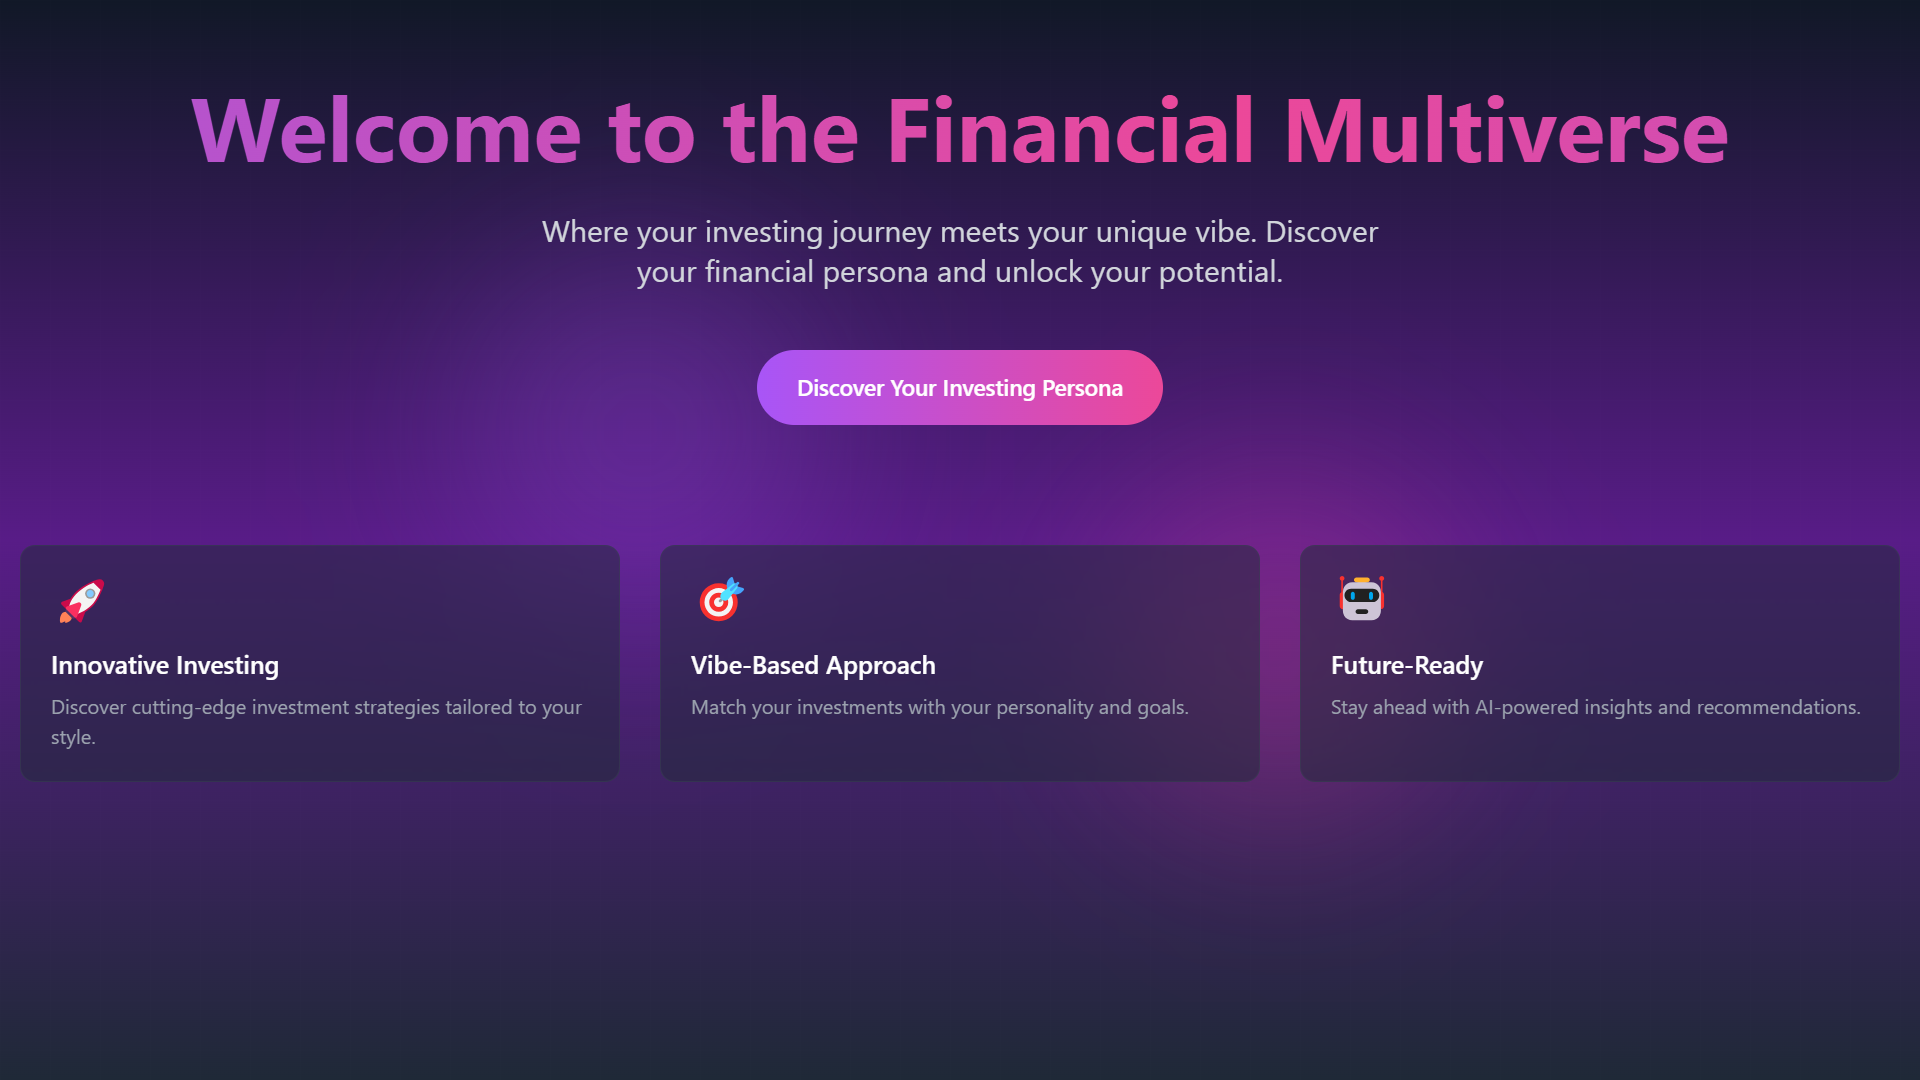 Welcome to the Financial Multiverse
Where your investing journey meets your unique vibe. Discover
your financial persona and unlock your potential.
Discover Your Investing Persona
Innovative Investing
Discover cutting-edge investment strategies tailored to your
style.
Vibe-Based Approach
Match your investments with your personality and goals.
Future-Ready
Stay ahead with AI-powered insights and recommendations.